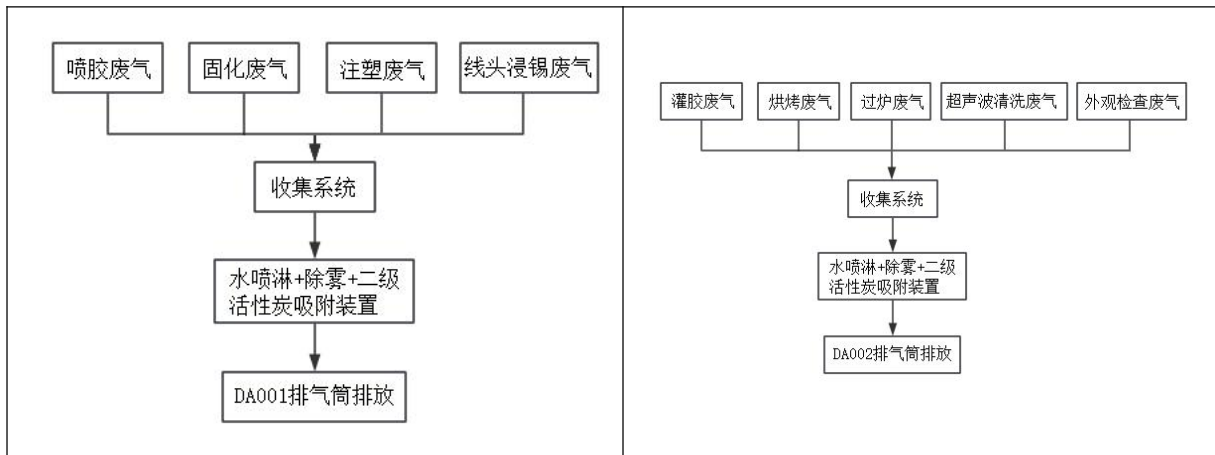 喷胶废气
固化废气
注塑废气
线头浸锡废气
收集系统
水喷淋+除雾+二级
活性炭吸附装置
DA001排气筒排放
灌胶废气
烘烤废气
过炉废气
超声波清洗废气
外观检查废气
收集系统
水喷淋+除雾+二级
活性炭吸附装置
DA002排气筒排放